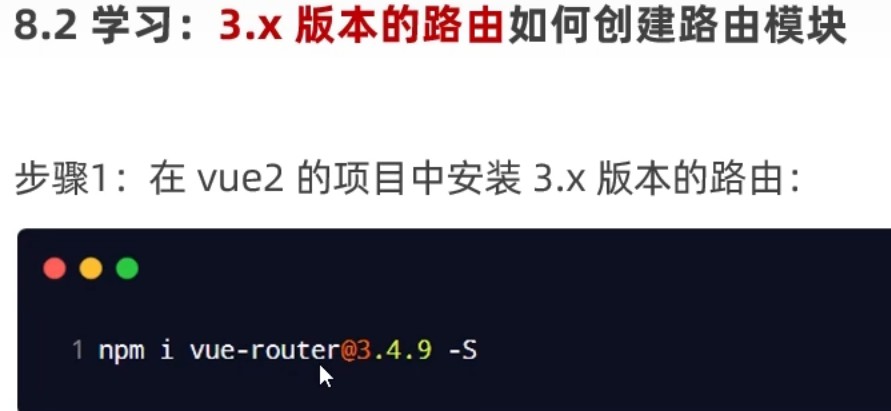 8.2 学习：3.x 版本的路由如何创建路由模块
步骤1：在 vue2 的项目中安装 3.x 版本的路由：
1 npm i vue-router@3.4.9 -S